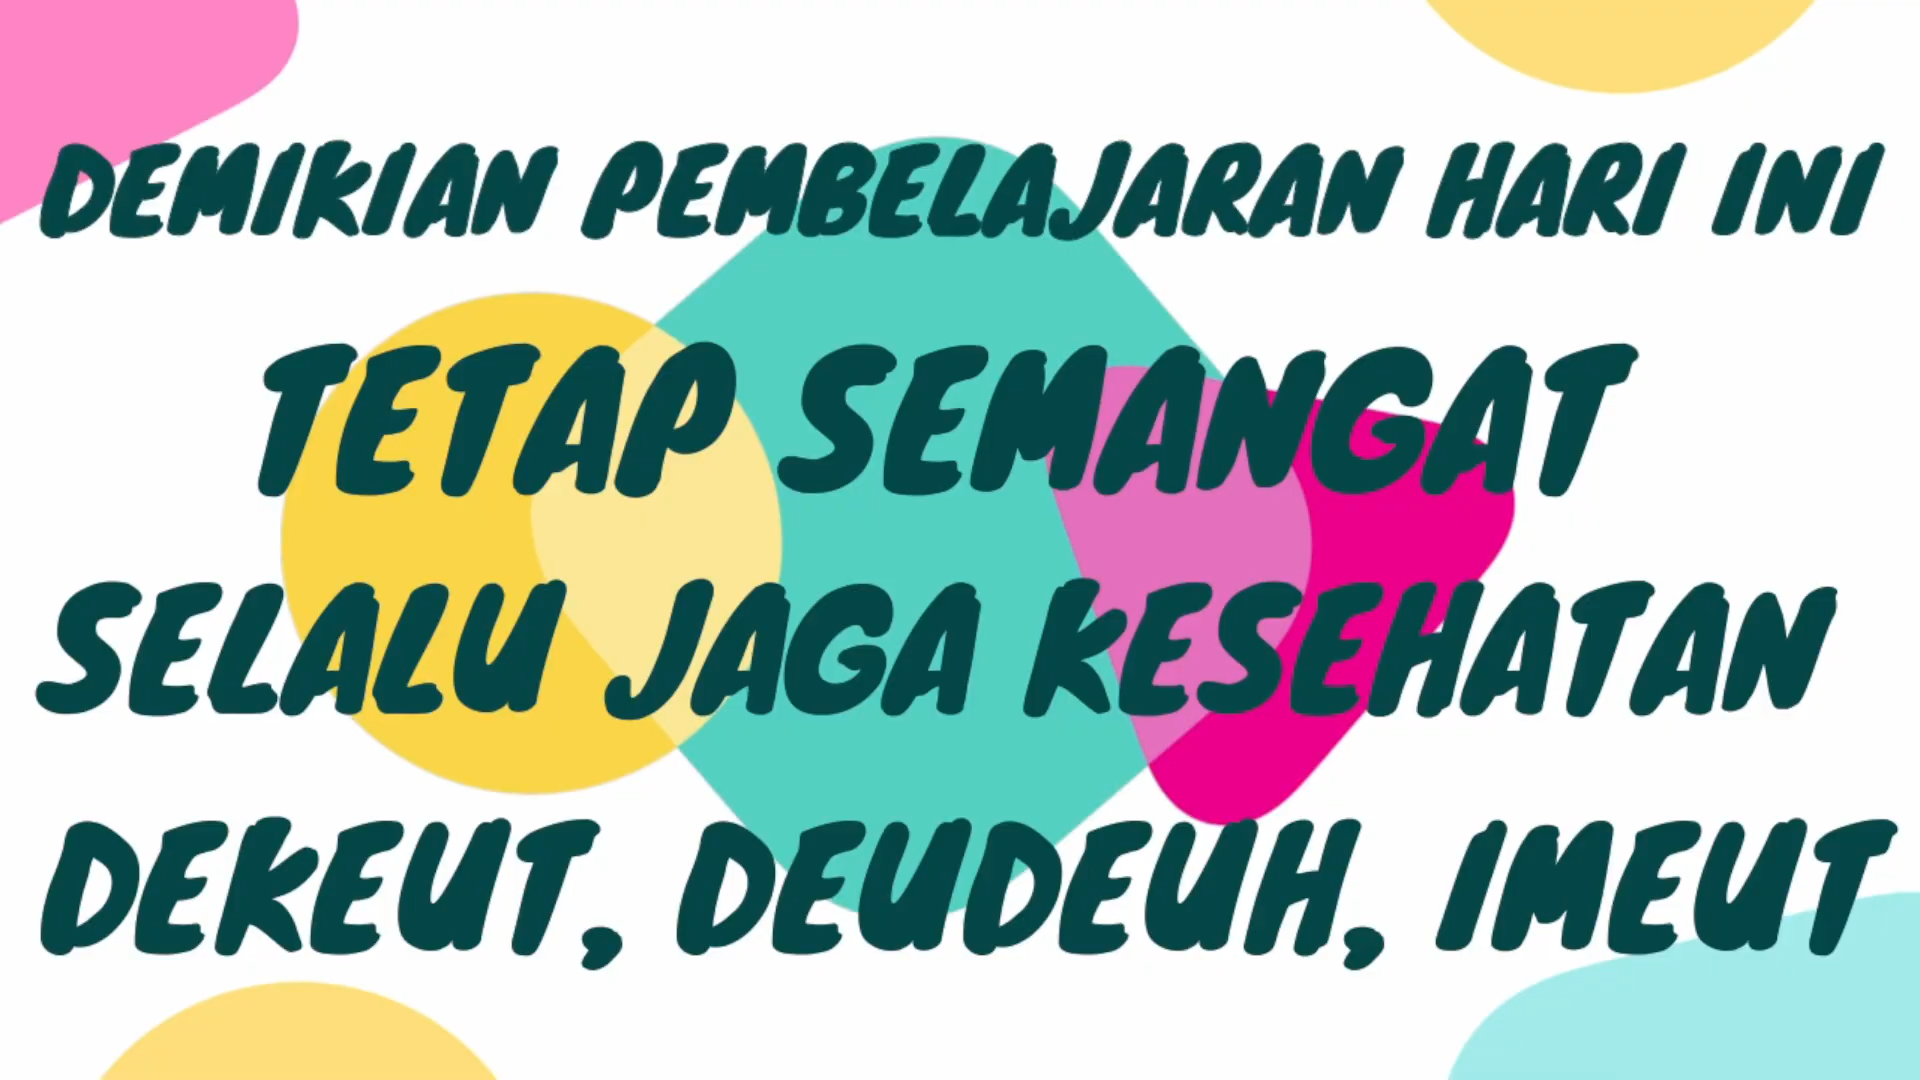 DEMIKIAN PEMBELAJARAN HARI INI
TETAP SEMANGAT
SELALU JAGA KESEHATAN
DEKEUT, DEUDEUH, IMEUT